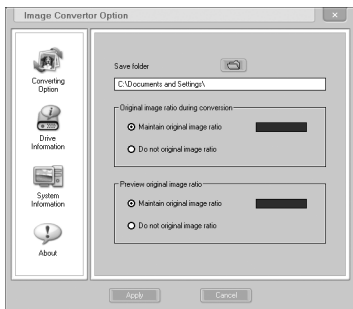 Image Convertor Option
Converting
Option
Drive
Information
System
Information
About
Save folder
C:\Documents and Settings\
Original image ratio during conversion
Maintain original image ratio
Do not original image ratio
Preview original image ratio
Maintain original image ratio
Do not original image ratio
Apply
Cancel